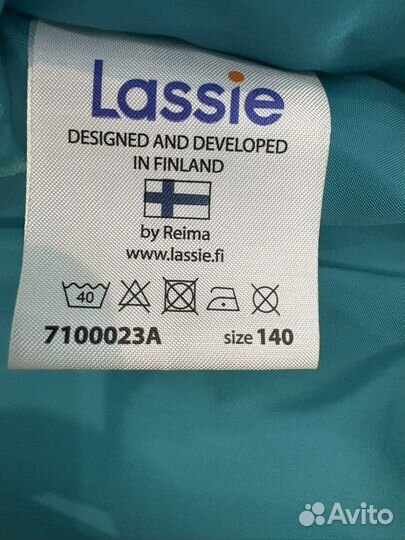 Lassie
DESIGNED AND DEVELOPED
IN FINLAND
by Reima
www.lassie.fi
40
7100023A size 140
Avito